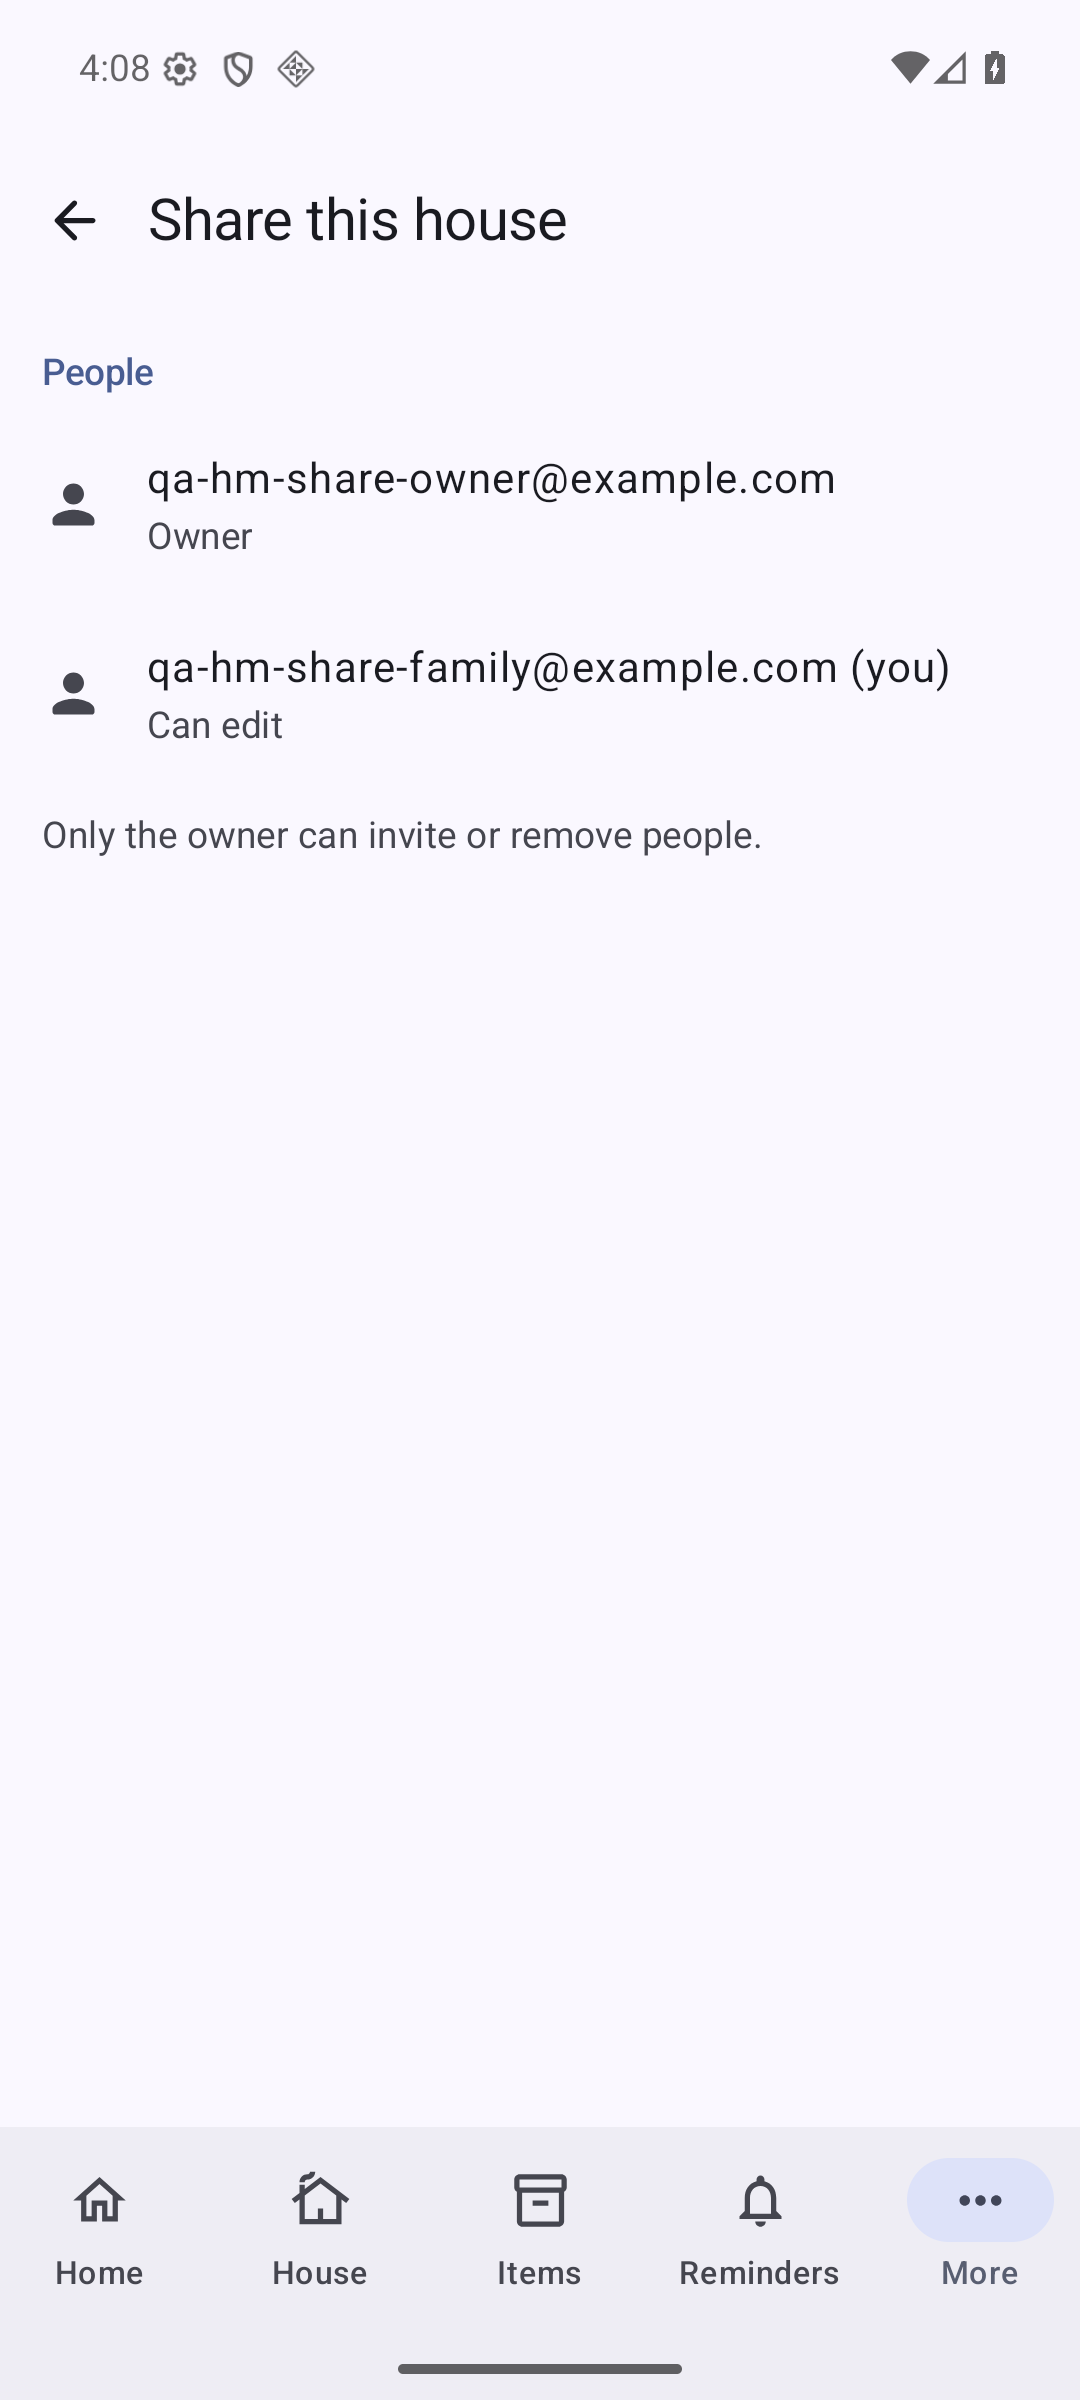 4:08
Share this house
People
qa-hm-share-owner@example.com
Owner
qa-hm-share-family@example.com (you)
Can edit
Only the owner can invite or remove people.
Home
House
Items
Reminders
More